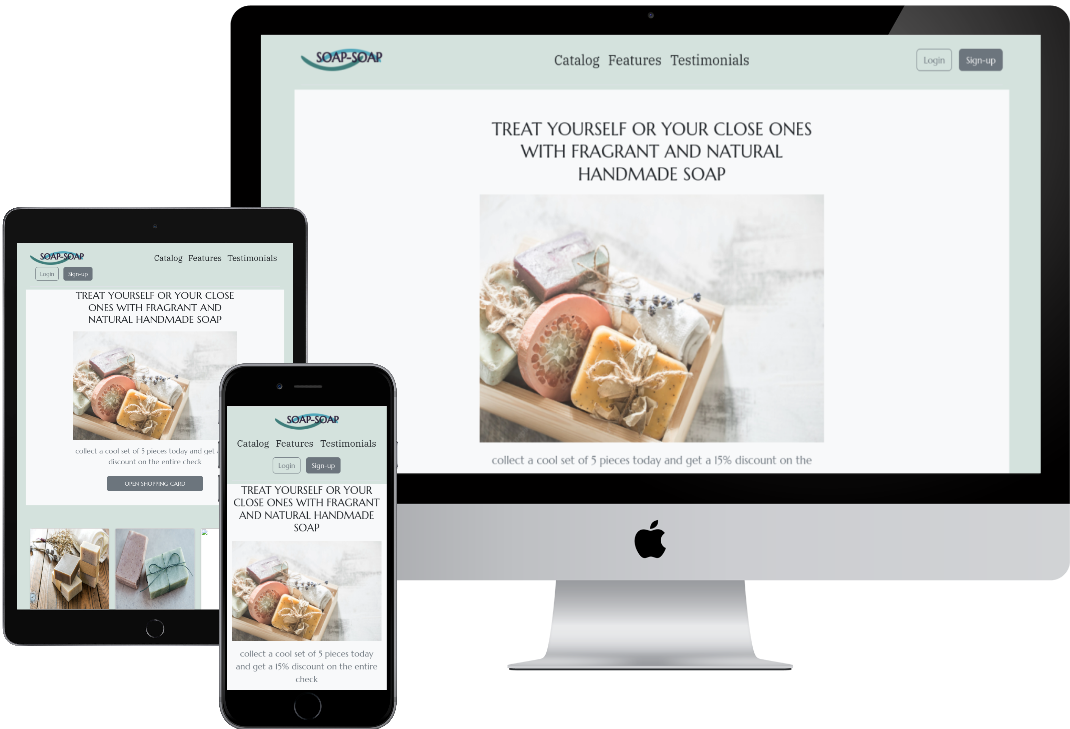 SOAP-SOAP
Catalog Features Testimonials
Login Sign-up
TREAT YOURSELF OR YOUR CLOSE ONES
WITH FRAGRANT AND NATURAL
HANDMADE SOAP
collect a cool set of 5 pieces today and get a 15% discount on the
SOAP-SOAP
Catalog Features Testimonials
Login Sign-up
TREAT YOURSELF OR YOUR CLOSE
ONES WITH FRAGRANT AND
NATURAL HANDMADE SOAP
collect a cool set of 5 pieces today and get
discount on the entire check
OPEN SHOPPING CARD
SOAP-SOAP
Catalog Features Testimonials
Login Sign-up
TREAT YOURSELF OR YOUR
CLOSE ONES WITH FRAGRANT
AND NATURAL HANDMADE
SOAP
collect a cool set of 5 pieces today
and get a 15% discount on the entire
check